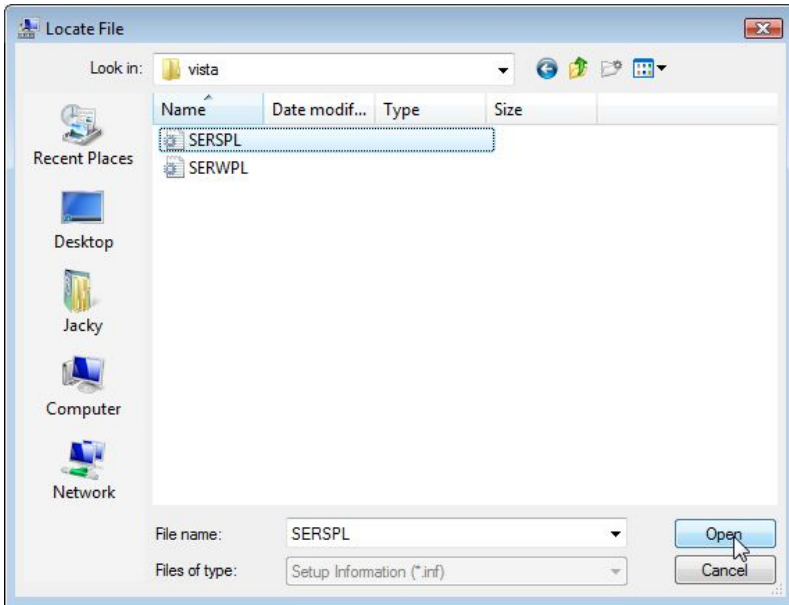 Locate File
Look in: vista
Name Date modif... Type Size
SERSPL
SERWPL
Recent Places
Desktop
Jacky
Computer
Network
File name: SERSPL Open
Files of type: Setup Information (*.inf) Cancel